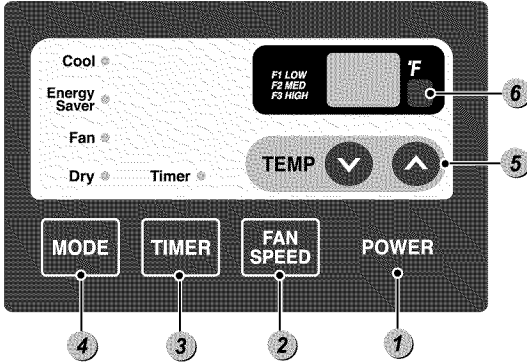 Cool
Energy
Saver
Fan
Dry
Timer
F1 LOW
F2 MED
F3 HIGH
°F
6
TEMP
5
MODE
TIMER
FAN
SPEED
POWER
4
3
2
1